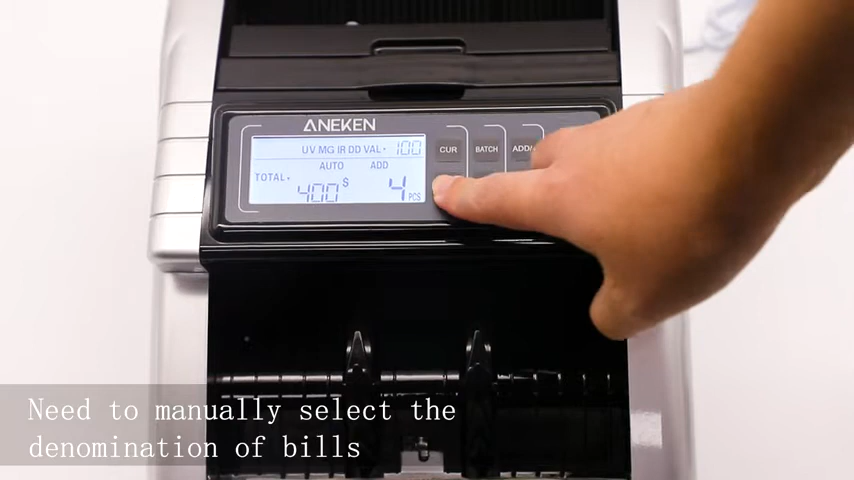 ANEKEN
UV MG IR DD VAL 100
AUTO ADD
TOTAL 400 $ 4 PCS
CUR
BATCH
ADD/
Need to manually select the
denomination of bills